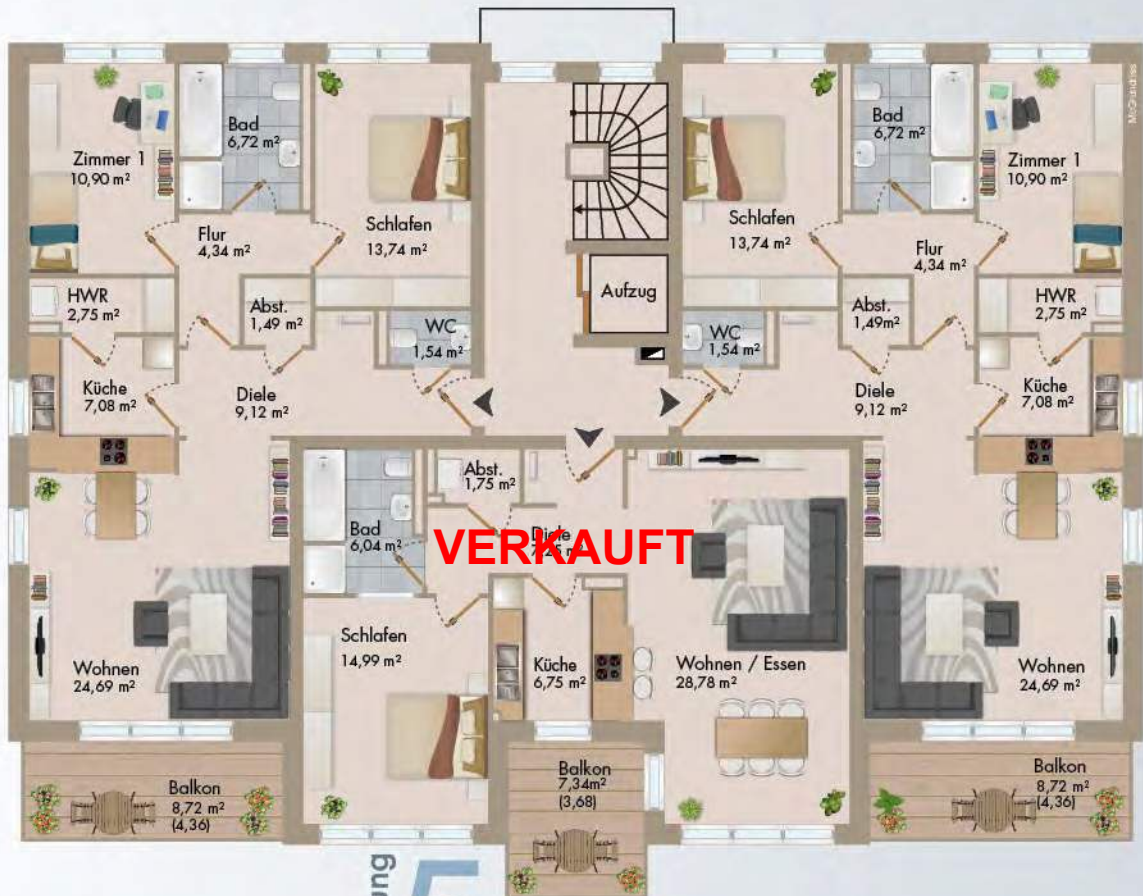 Zimmer 1
10,90 m²
Bad
6,72 m²
Schlafen
13,74 m²
Flur
4,34 m²
HWR
2,75 m²
Abst.
1,49 m²
WC
1,54 m²
Küche
7,08 m²
Diele
9,12 m²
Wohnen
24,69 m²
Balkon
8,72 m²
(4,36)
Aufzug
Schlafen
13,74 m²
Bad
6,72 m²
Zimmer 1
10,90 m²
Flur
4,34 m²
HWR
2,75 m²
Abst.
1,49m²
WC
1,54 m²
Diele
9,12 m²
Küche
7,08 m²
Wohnen
24,69 m²
Balkon
8,72 m²
(4,36)
Bad
6,04 m²
Abst.
1,75 m²
Diele
VERKAUFT
Schlafen
14,99 m²
Küche
6,75 m²
Wohnen / Essen
28,78 m²
Balkon
7,34m²
(3,68)
ung